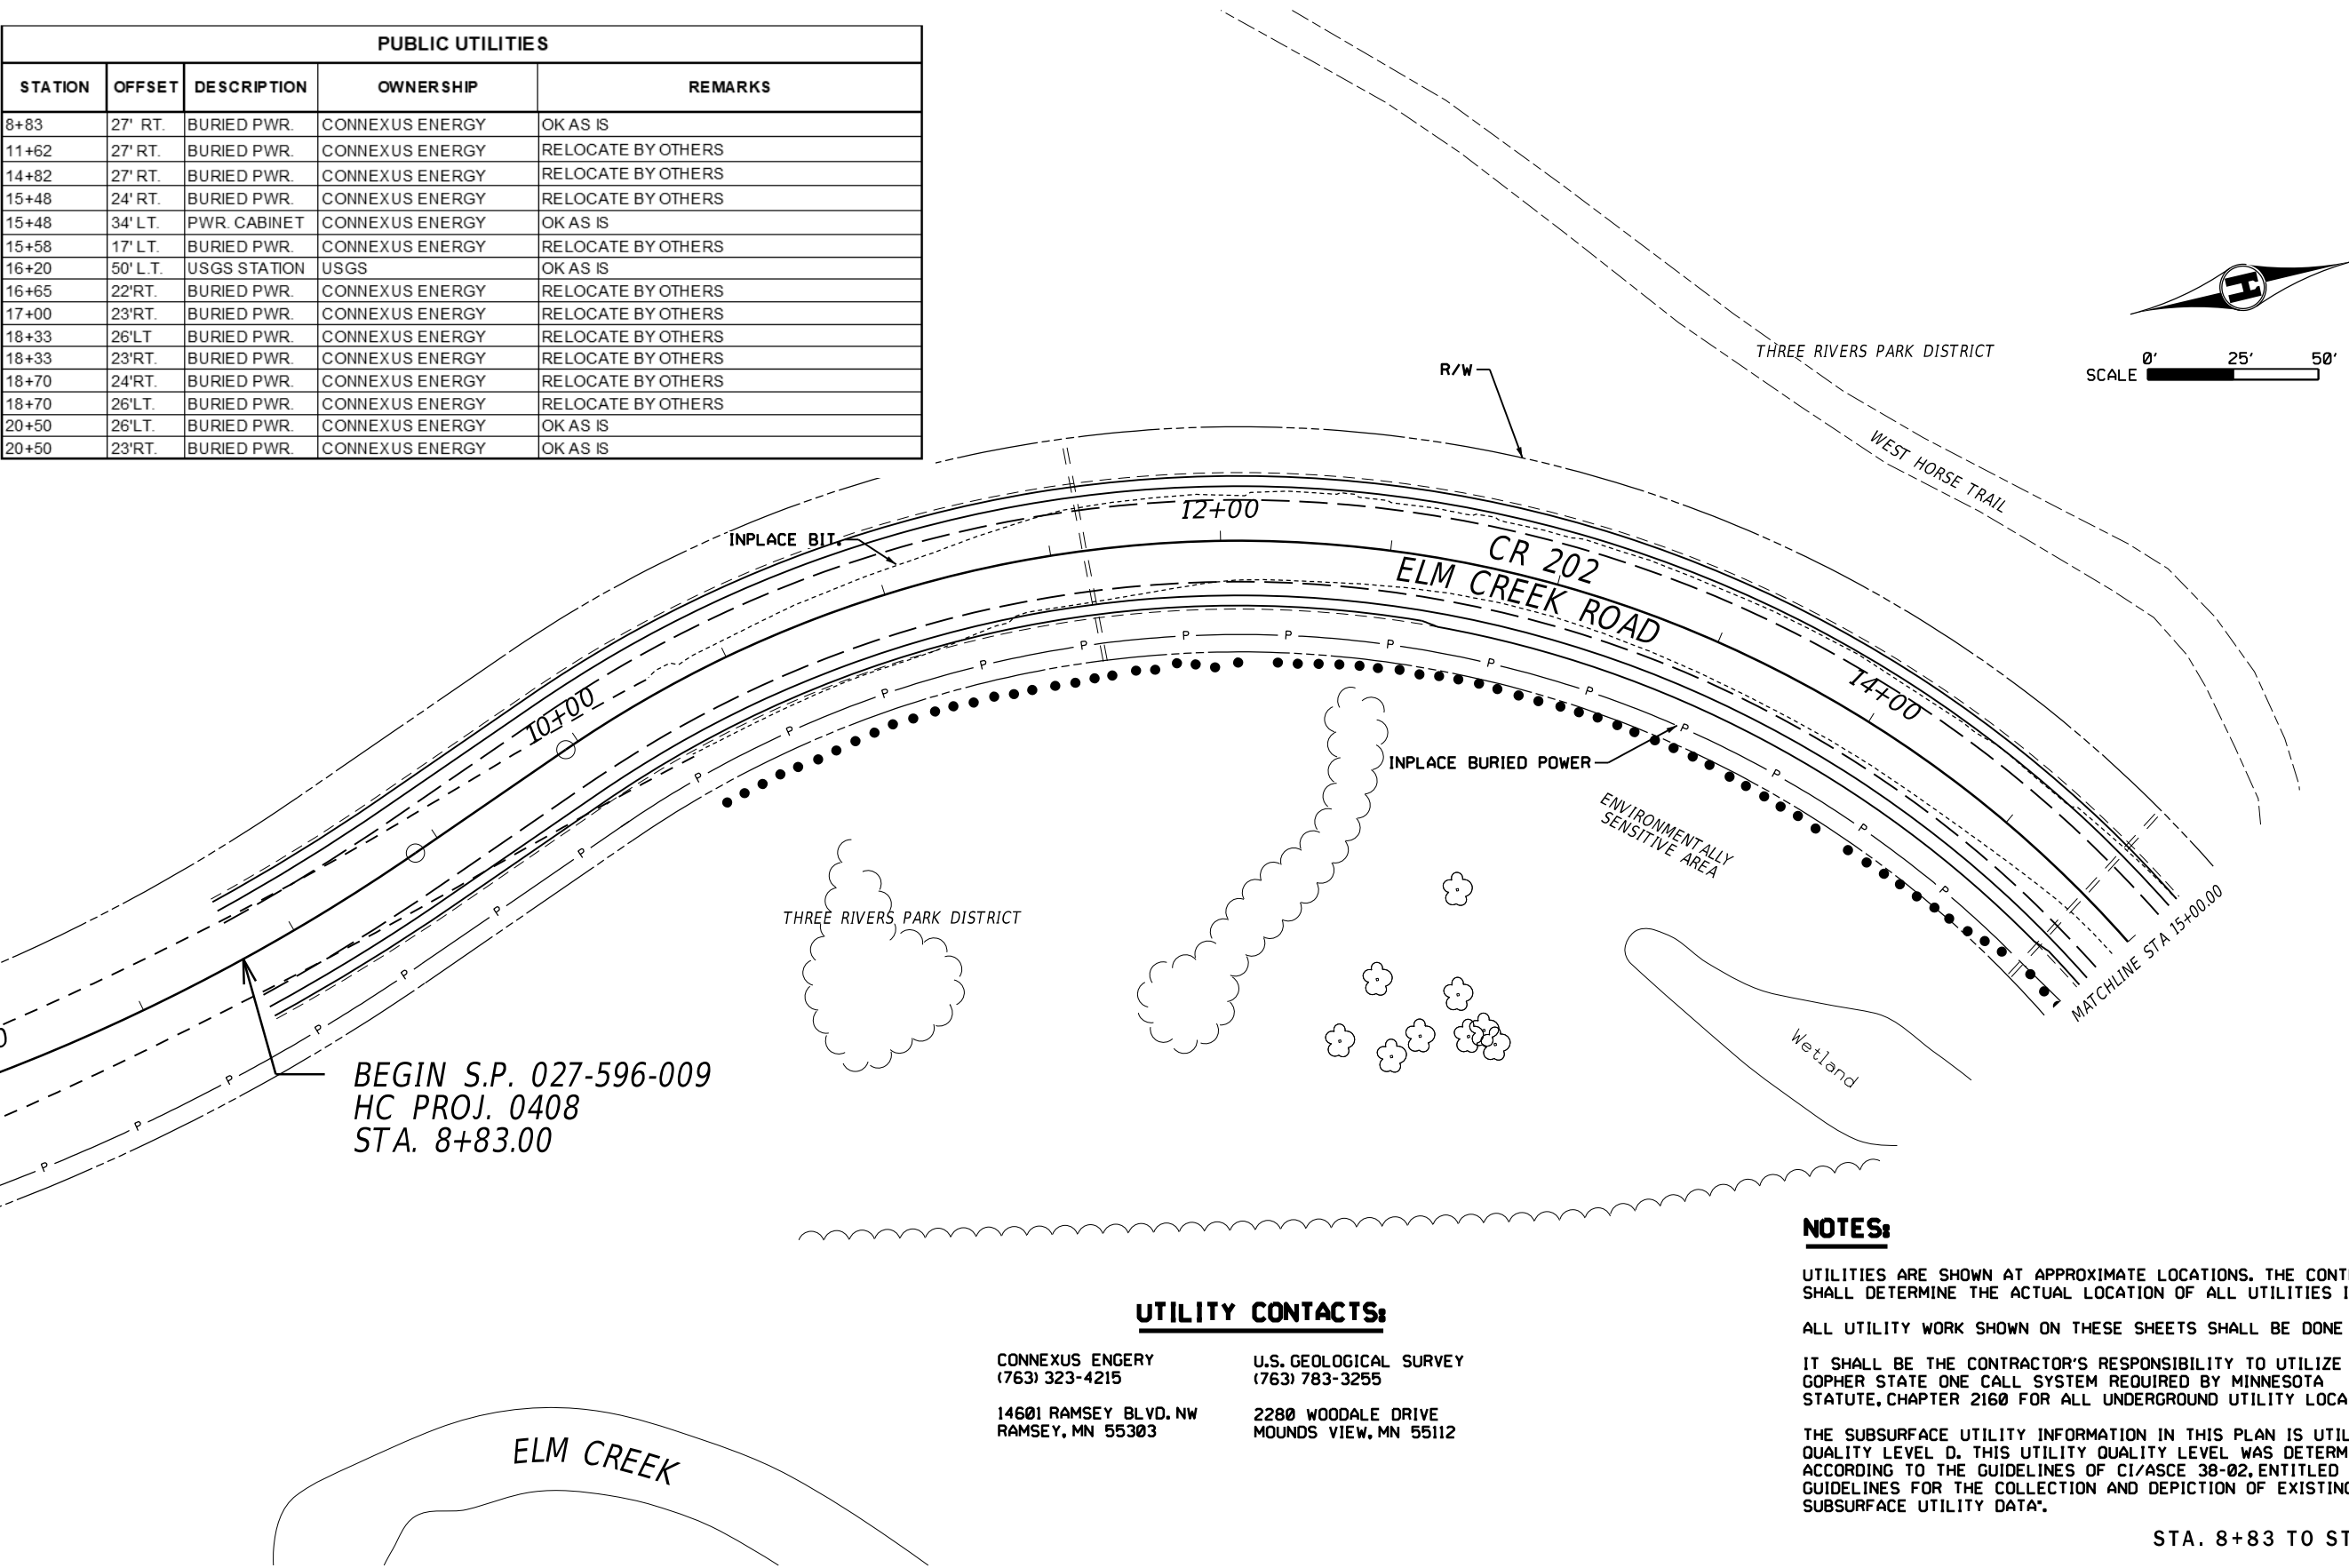 PUBLIC UTILITIES
STATION OFFSET DESCRIPTION OWNERSHIP REMARKS
8+83 27' RT. BURIED PWR. CONNEXUS ENERGY OK AS IS
11+62 27' RT. BURIED PWR. CONNEXUS ENERGY RELOCATE BY OTHERS
14+82 27' RT. BURIED PWR. CONNEXUS ENERGY RELOCATE BY OTHERS
15+48 24' RT. BURIED PWR. CONNEXUS ENERGY RELOCATE BY OTHERS
15+48 34' LT. PWR. CABINET CONNEXUS ENERGY OK AS IS
15+58 17' LT. BURIED PWR. CONNEXUS ENERGY RELOCATE BY OTHERS
16+20 50' L.T. USGS STATION USGS OK AS IS
16+65 22'RT. BURIED PWR. CONNEXUS ENERGY RELOCATE BY OTHERS
17+00 23'RT. BURIED PWR. CONNEXUS ENERGY RELOCATE BY OTHERS
18+33 26'LT BURIED PWR. CONNEXUS ENERGY RELOCATE BY OTHERS
18+33 23'RT. BURIED PWR. CONNEXUS ENERGY RELOCATE BY OTHERS
18+70 24'RT. BURIED PWR. CONNEXUS ENERGY RELOCATE BY OTHERS
18+70 26'LT. BURIED PWR. CONNEXUS ENERGY RELOCATE BY OTHERS
20+50 26'LT. BURIED PWR. CONNEXUS ENERGY OK AS IS
20+50 23'RT. BURIED PWR. CONNEXUS ENERGY OK AS IS
THREE RIVERS PARK DISTRICT
0' 25' 50'
SCALE
R/W
WEST HORSE TRAIL
INPLACE BIT.
12+00
CR 202
ELM CREEK ROAD
10+00
14+00
P P P P P P P P P P P P P P P P P P P P P P
INPLACE BURIED POWER
ENVIRONMENTALLY
SENSITIVE AREA
THREE RIVERS PARK DISTRICT
MATCHLINE STA 15+00.00
Wetland
BEGIN S.P. 027-596-009
HC PROJ. 0408
STA. 8+83.00
UTILITY CONTACTS:
CONNEXUS ENGERY
(763) 323-4215
14601 RAMSEY BLVD. NW
RAMSEY, MN 55303
U.S. GEOLOGICAL SURVEY
(763) 783-3255
2280 WOODALE DRIVE
MOUNDS VIEW, MN 55112
ELM CREEK
NOTES:
UTILITIES ARE SHOWN AT APPROXIMATE LOCATIONS. THE CONT
SHALL DETERMINE THE ACTUAL LOCATION OF ALL UTILITIES I
ALL UTILITY WORK SHOWN ON THESE SHEETS SHALL BE DONE
IT SHALL BE THE CONTRACTOR'S RESPONSIBILITY TO UTILIZE
GOPHER STATE ONE CALL SYSTEM REQUIRED BY MINNESOTA
STATUTE, CHAPTER 216D FOR ALL UNDERGROUND UTILITY LOCA
THE SUBSURFACE UTILITY INFORMATION IN THIS PLAN IS UTIL
QUALITY LEVEL D. THIS UTILITY QUALITY LEVEL WAS DETERM
ACCORDING TO THE GUIDELINES OF CI/ASCE 38-02, ENTITLED
GUIDELINES FOR THE COLLECTION AND DEPICTION OF EXISTING
SUBSURFACE UTILITY DATA".
STA. 8+83 TO ST